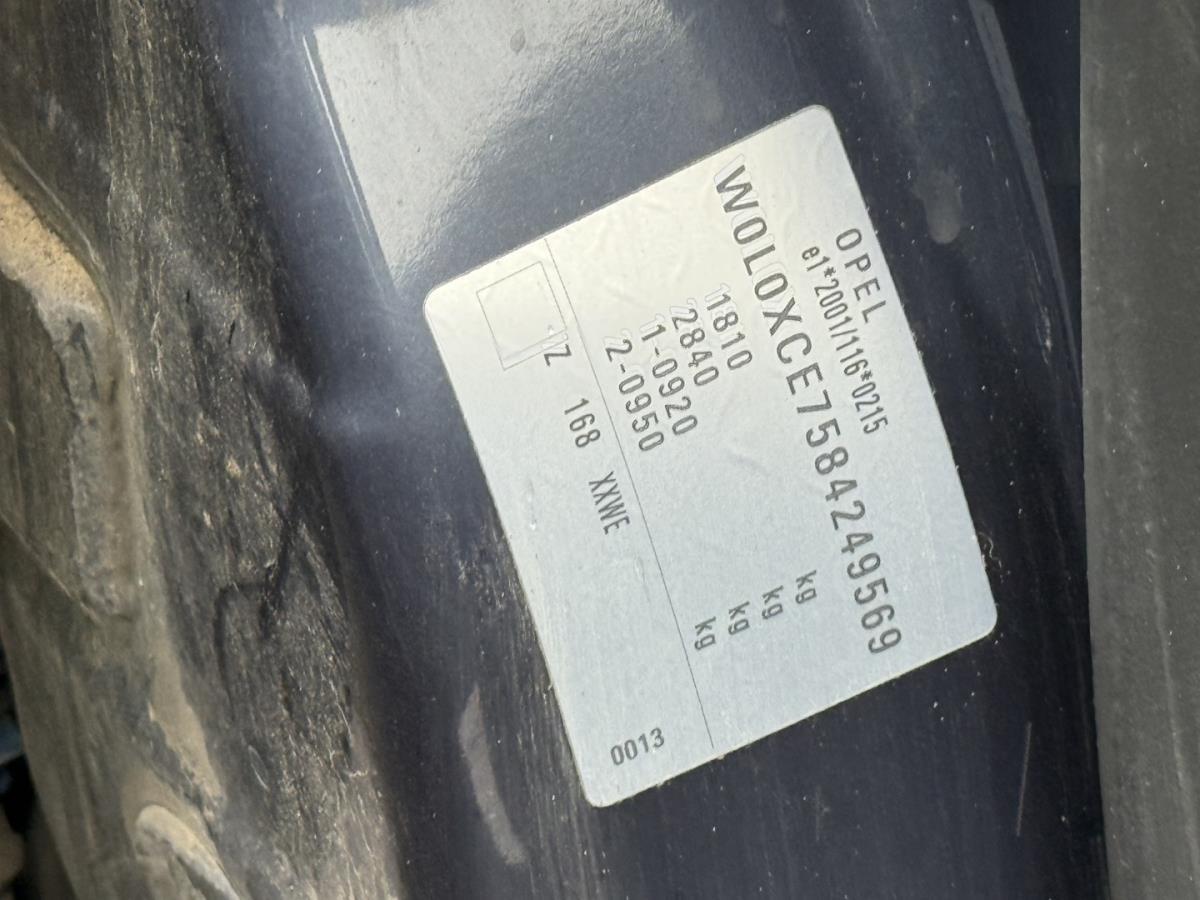 OPEL
e1*2001/116*0215
W0L0XCE7584249569
1810 kg
2840 kg
1-0920 kg
2-0950 kg
WZ 168 XXWE 0013